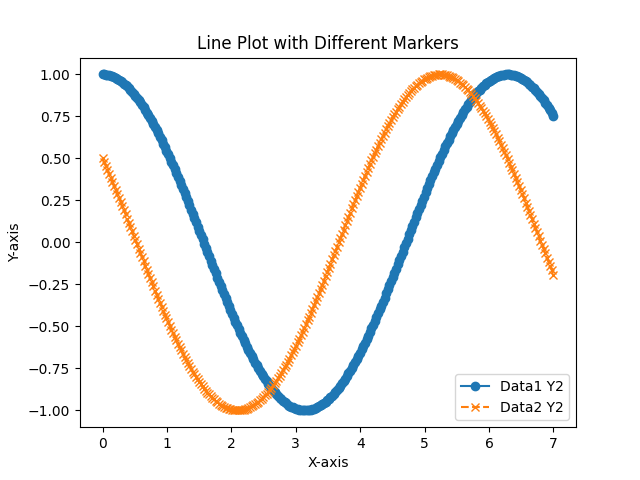 Line Plot with Different Markers
1.00
0.75
0.50
0.25
0.00
−0.25
−0.50
−0.75
−1.00
Y-axis
0 1 2 3 4 5 6 7
X-axis
Data1 Y2
Data2 Y2